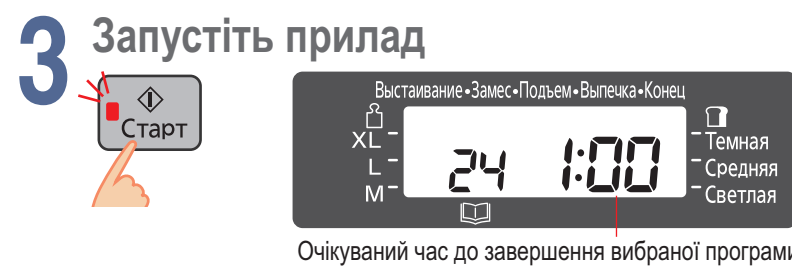 3 Запустіть прилад
Старт
Выстаивание•Замес•Подъем•Выпечка•Конец
XL
L
M
24 1:00
Темная
Средняя
Светлая
Очікуваний час до завершення вибраної програми